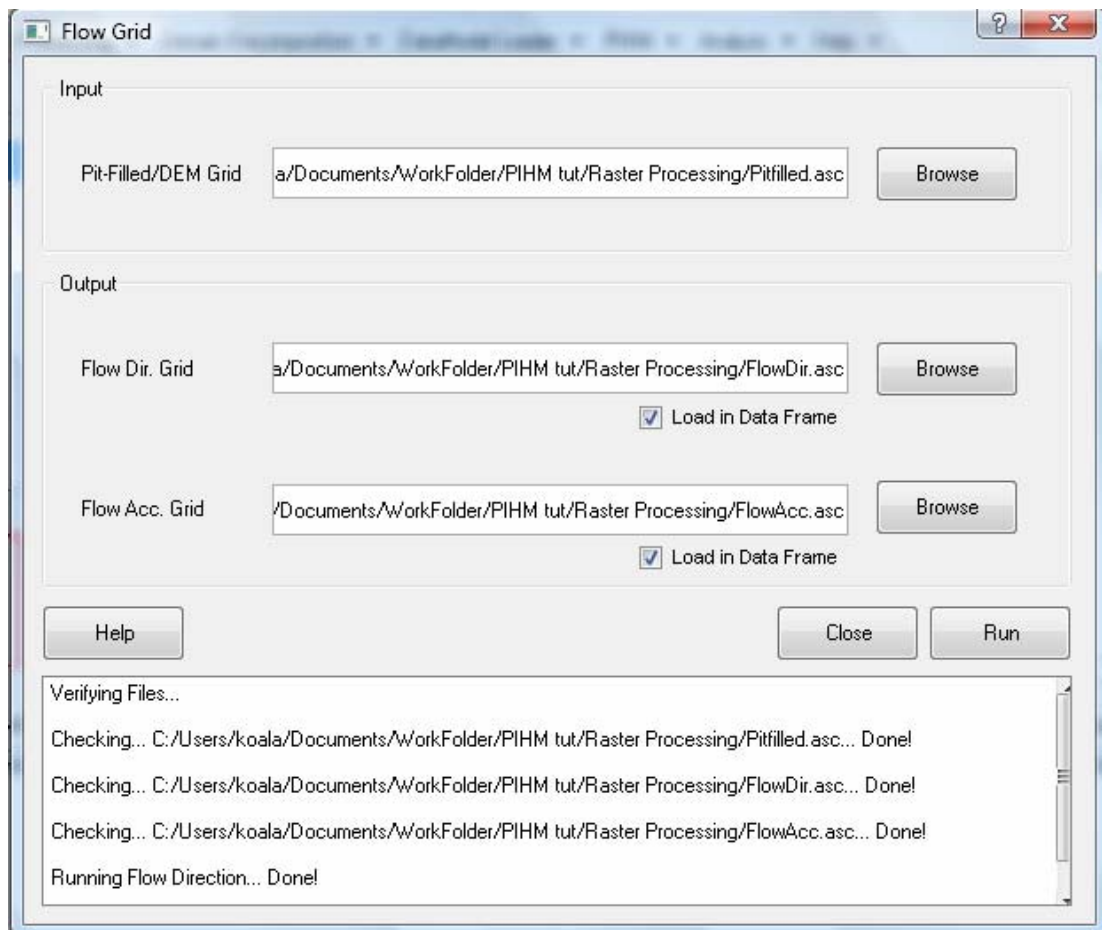 Flow Grid
Input
Pit-Filled/DEM Grid
a/Documents/WorkFolder/PIHM tut/Raster Processing/Pitfilled.asc
Browse
Output
Flow Dir. Grid
a/Documents/WorkFolder/PIHM tut/Raster Processing/FlowDir.asc
Browse
Load in Data Frame
Flow Acc. Grid
/Documents/WorkFolder/PIHM tut/Raster Processing/FlowAcc.asc
Browse
Load in Data Frame
Help
Close
Run
Verifying Files...
Checking... C:/Users/koala/Documents/WorkFolder/PIHM tut/Raster Processing/Pitfilled.asc... Done!
Checking... C:/Users/koala/Documents/WorkFolder/PIHM tut/Raster Processing/FlowDir.asc... Done!
Checking... C:/Users/koala/Documents/WorkFolder/PIHM tut/Raster Processing/FlowAcc.asc... Done!
Running Flow Direction... Done!